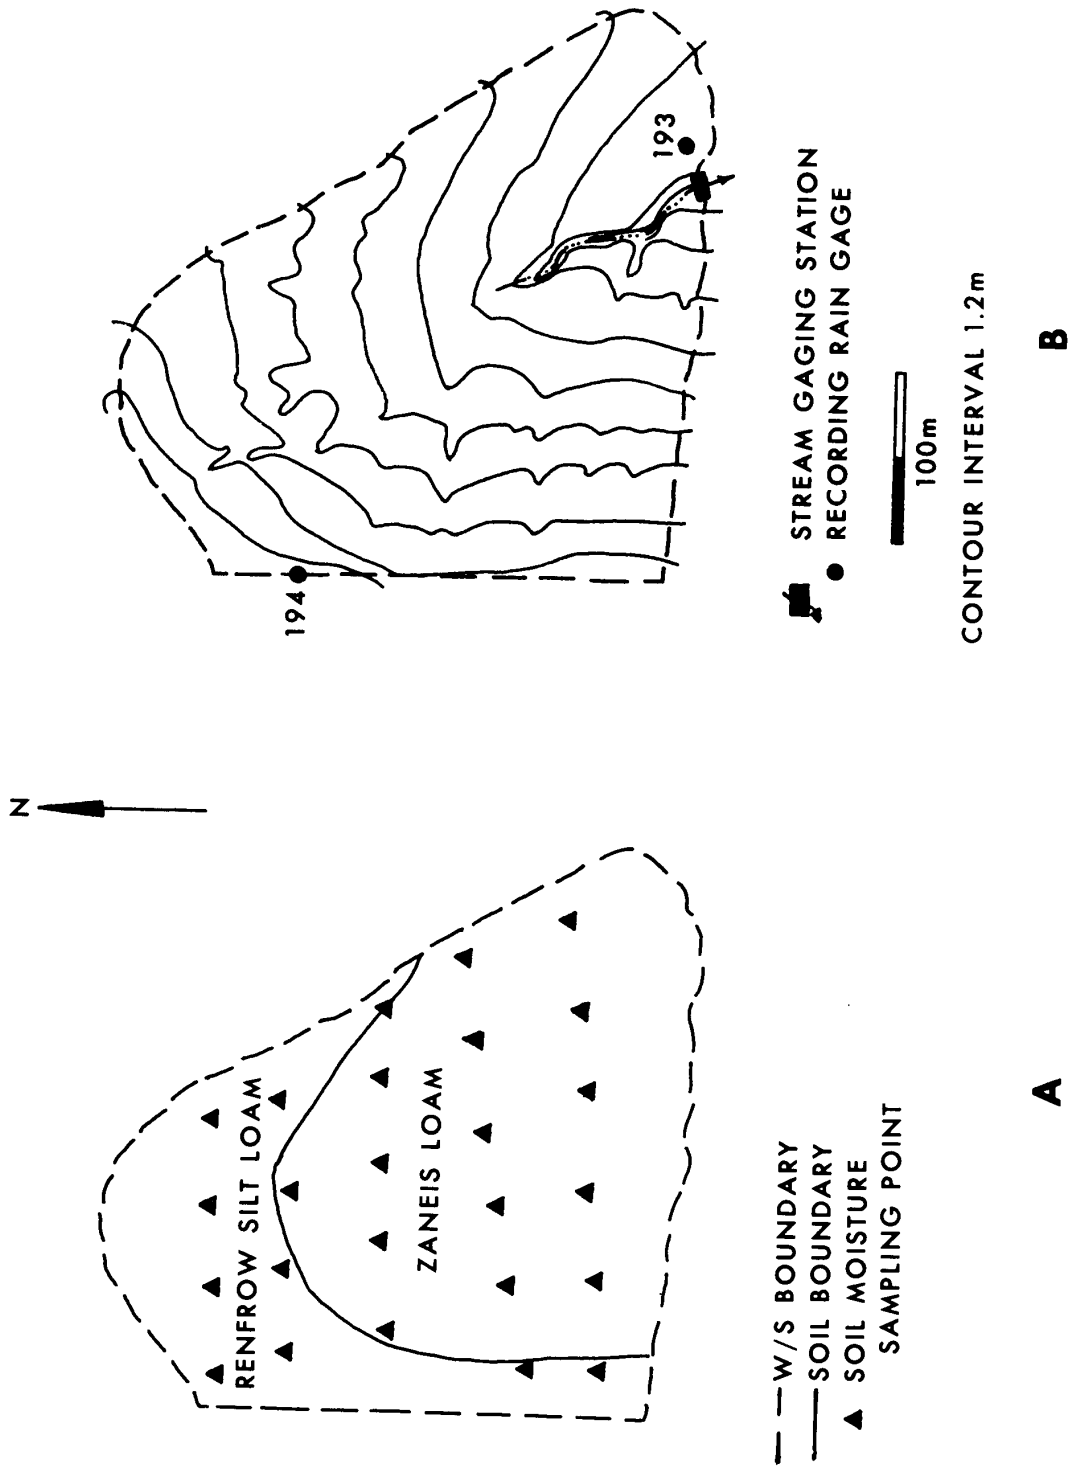 N
RENFROW SILT LOAM
ZANEIS LOAM
W/S BOUNDARY
SOIL BOUNDARY
SOIL MOISTURE
SAMPLING POINT
A
194
193
STREAM GAGING STATION
RECORDING RAIN GAGE
100m
CONTOUR INTERVAL 1.2m
B